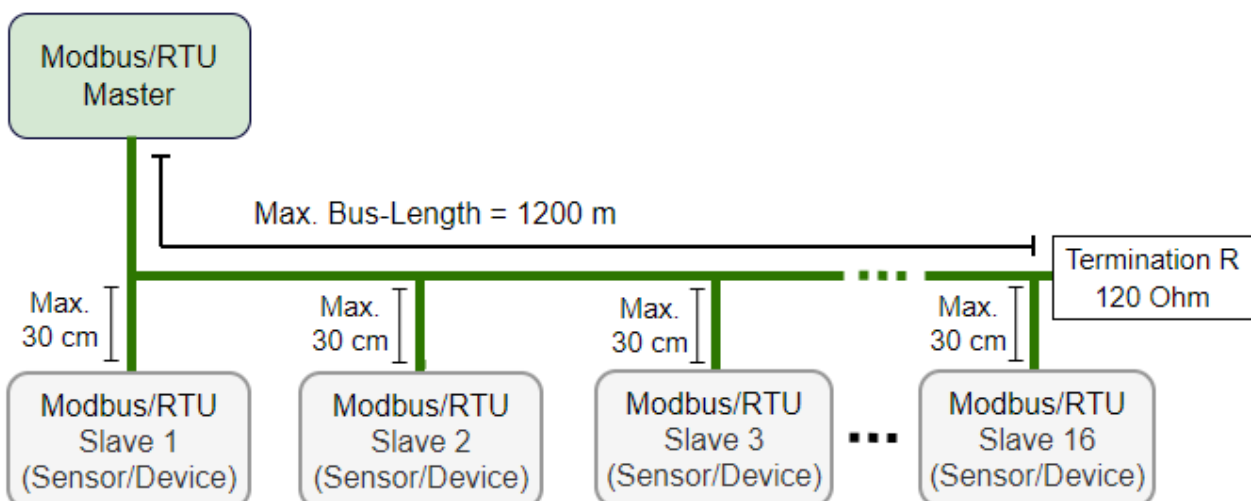 Modbus/RTU
Master
Max. Bus-Length = 1200 m
Termination R
120 Ohm
Max.
30 cm
Max.
30 cm
Max.
30 cm
Max.
30 cm
Modbus/RTU
Slave 1
(Sensor/Device)
Modbus/RTU
Slave 2
(Sensor/Device)
Modbus/RTU
Slave 3
(Sensor/Device)
Modbus/RTU
Slave 16
(Sensor/Device)